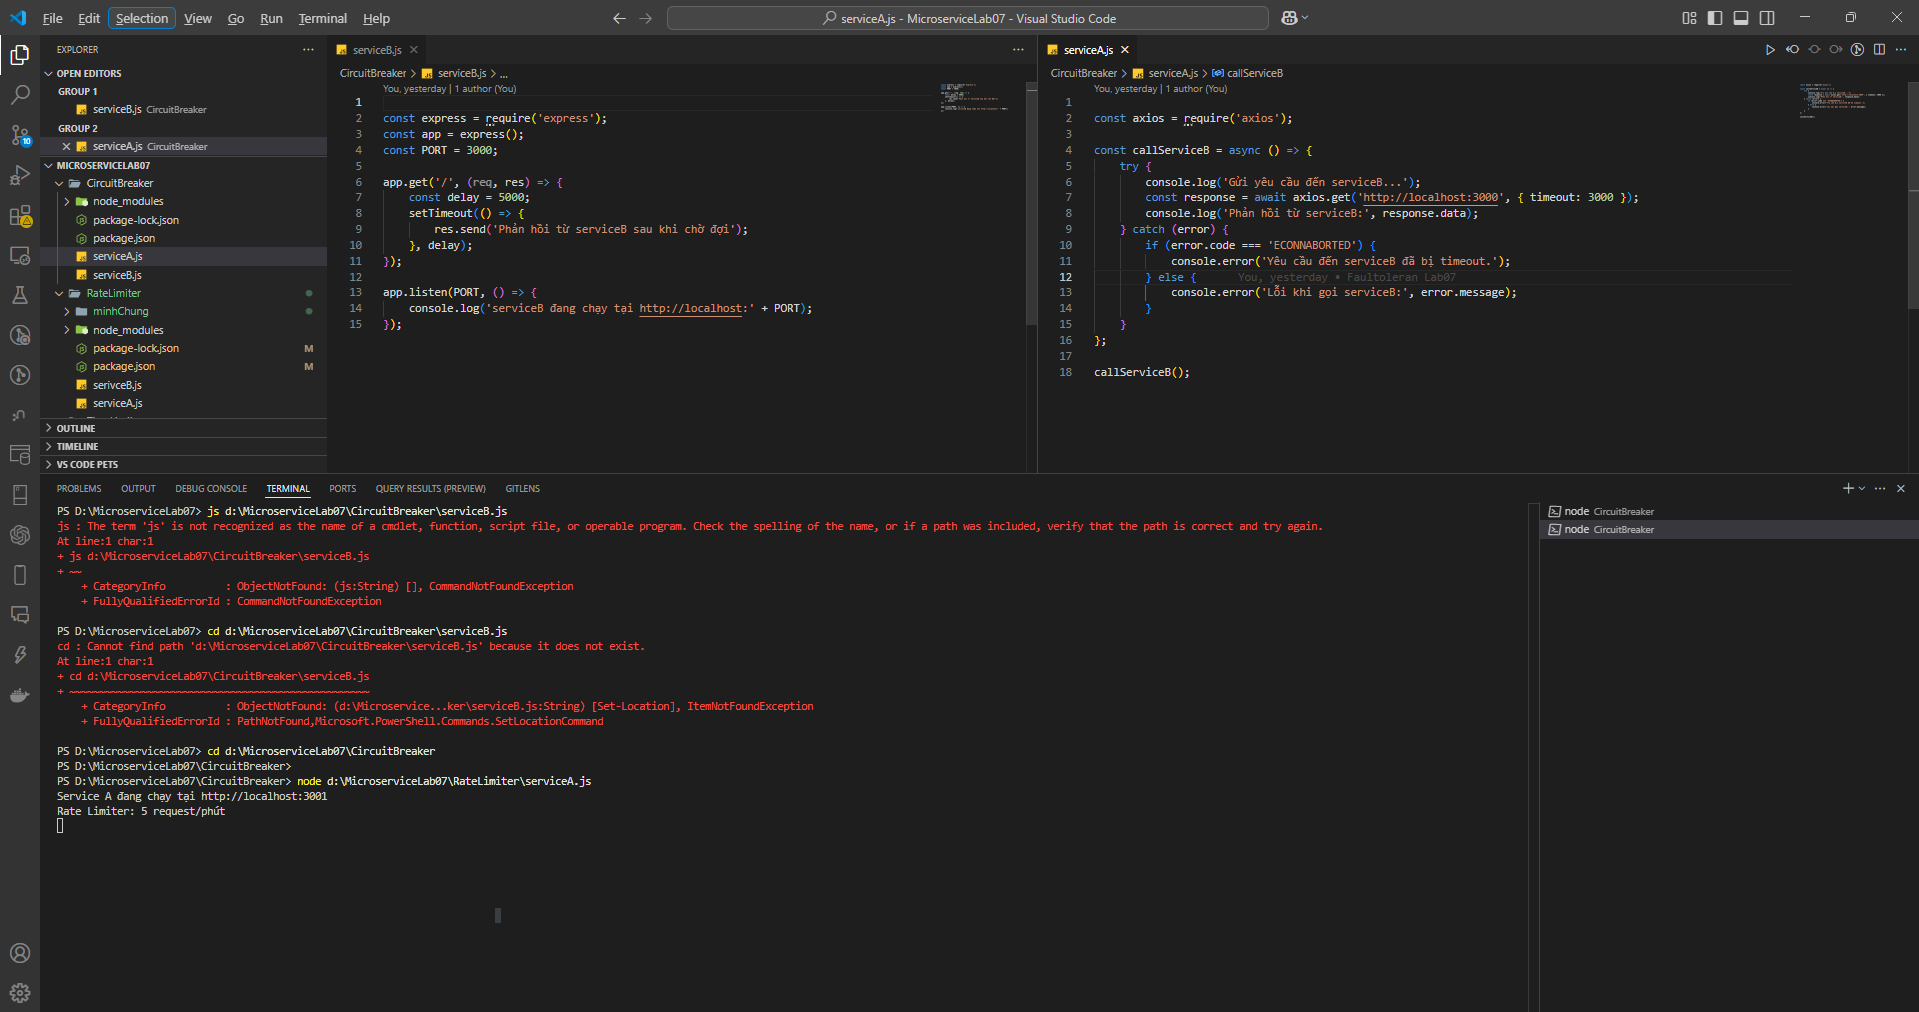 File Edit Selection View Go Run Terminal Help
serviceA.js - MicroserviceLab07 - Visual Studio Code
EXPLORER
OPEN EDITORS
GROUP 1
serviceB.js CircuitBreaker
GROUP 2
serviceA.js CircuitBreaker
MICROSERVICELAB07
CircuitBreaker
node_modules
package-lock.json
package.json
serviceA.js
serviceB.js
RateLimiter
minhChung
node_modules
package-lock.json M
package.json M
serivceB.js
serviceA.js
OUTLINE
TIMELINE
VS CODE PETS
10
serviceB.js
CircuitBreaker > serviceB.js > ...
You, yesterday | 1 author (You)
1
2 const express = require('express');
3 const app = express();
4 const PORT = 3000;
5
6 app.get('/', (req, res) => {
7 const delay = 5000;
8 setTimeout(() => {
9 res.send('Phản hồi từ serviceB sau khi chờ đợi');
10 }, delay);
11 });
12
13 app.listen(PORT, () => {
14 console.log('serviceB đang chạy tại http://localhost:' + PORT);
15 });
serviceA.js
CircuitBreaker > serviceA.js > callServiceB
You, yesterday | 1 author (You)
1
2 const axios = require('axios');
3
4 const callServiceB = async () => {
5 try {
6 console.log('Gửi yêu cầu đến serviceB...');
7 const response = await axios.get('http://localhost:3000', { timeout: 3000 });
8 console.log('Phản hồi từ serviceB:', response.data);
9 } catch (error) {
10 if (error.code === 'ECONNABORTED') {
11 console.error('Yêu cầu đến serviceB đã bị timeout.');
12 } else { You, yesterday • Faultoleran Lab07
13 console.error('Lỗi khi gọi serviceB:', error.message);
14 }
15 }
16 };
17
18 callServiceB();
PROBLEMS OUTPUT DEBUG CONSOLE TERMINAL PORTS QUERY RESULTS (PREVIEW) GITLENS
PS D:\MicroserviceLab07> js d:\MicroserviceLab07\CircuitBreaker\serviceB.js
js : The term 'js' is not recognized as the name of a cmdlet, function, script file, or operable program. Check the spelling of the name, or if a path was included, verify that the path is correct and try again.
At line:1 char:1
+ js d:\MicroserviceLab07\CircuitBreaker\serviceB.js
+ ~~
+ CategoryInfo : ObjectNotFound: (js:String) [], CommandNotFoundException
+ FullyQualifiedErrorId : CommandNotFoundException
PS D:\MicroserviceLab07> cd d:\MicroserviceLab07\CircuitBreaker\serviceB.js
cd : Cannot find path 'd:\MicroserviceLab07\CircuitBreaker\serviceB.js' because it does not exist.
At line:1 char:1
+ cd d:\MicroserviceLab07\CircuitBreaker\serviceB.js
+ ~~~~~~~~~~~~~~~~~~~~~~~~~~~~~~~~~~~~~~~~~~~~~~~~~~
+ CategoryInfo : ObjectNotFound: (d:\Microservice...ker\serviceB.js:String) [Set-Location], ItemNotFoundException
+ FullyQualifiedErrorId : PathNotFound,Microsoft.PowerShell.Commands.SetLocationCommand
PS D:\MicroserviceLab07> cd d:\MicroserviceLab07\CircuitBreaker
PS D:\MicroserviceLab07\CircuitBreaker>
PS D:\MicroserviceLab07\CircuitBreaker> node d:\MicroserviceLab07\RateLimiter\serviceA.js
Service A đang chạy tại http://localhost:3001
Rate Limiter: 5 request/phút
node CircuitBreaker
node CircuitBreaker